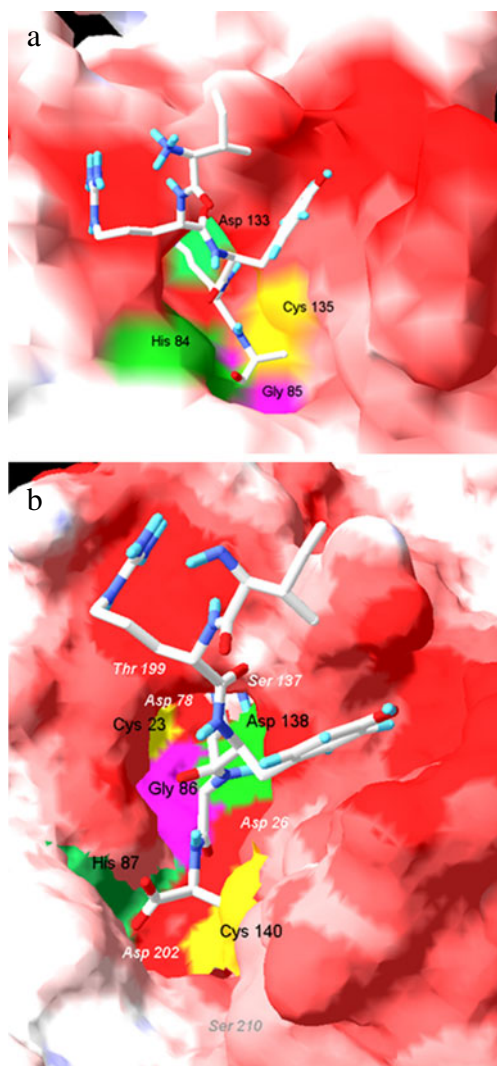 a
Asp 133
Cys 135
His 84
Gly 85
b
Thr 199
Ser 137
Asp 78
Cys 23
Asp 138
Gly 86
Asp 26
His 87
Cys 140
Asp 202
Ser 210